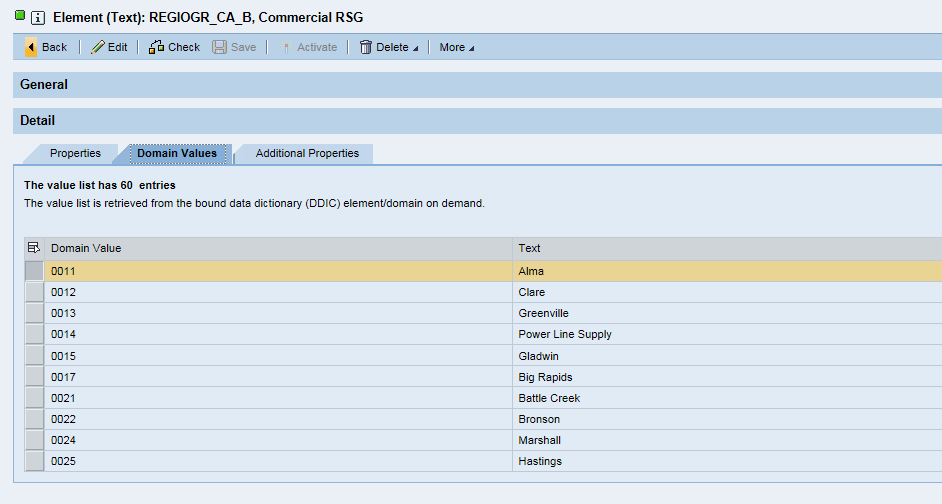 Element (Text): REGIOGR_CA_B, Commercial RSG
Back Edit Check Save Activate Delete More
General
Detail
Properties Domain Values Additional Properties
The value list has 60 entries
The value list is retrieved from the bound data dictionary (DDIC) element/domain on demand.
Domain Value Text
0011 Alma
0012 Clare
0013 Greenville
0014 Power Line Supply
0015 Gladwin
0017 Big Rapids
0021 Battle Creek
0022 Bronson
0024 Marshall
0025 Hastings